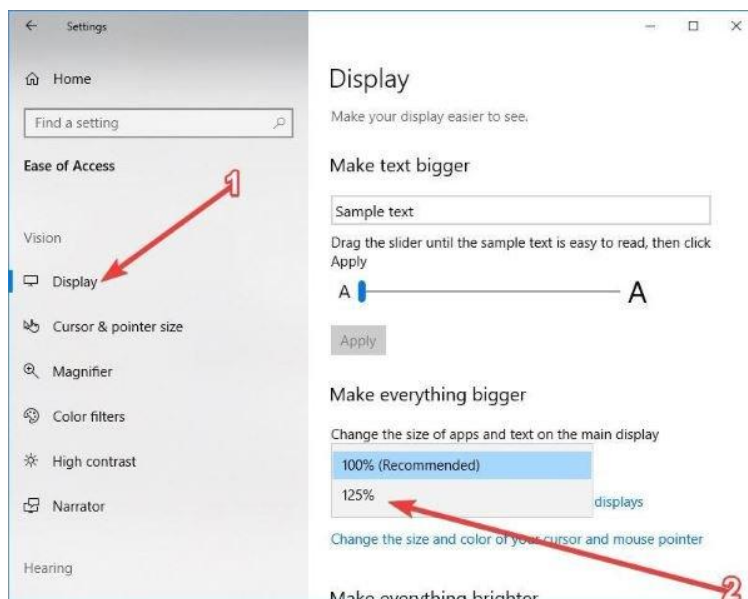 Settings
Home
Find a setting
Ease of Access
Vision
Display
Cursor & pointer size
Magnifier
Color filters
High contrast
Narrator
Hearing
1
Display
Make your display easier to see.
Make text bigger
Sample text
Drag the slider until the sample text is easy to read, then click
Apply
A A
Apply
Make everything bigger
Change the size of apps and text on the main display
100% (Recommended)
125%
displays
Change the size and color of your cursor and mouse pointer
2
Make everything brighter